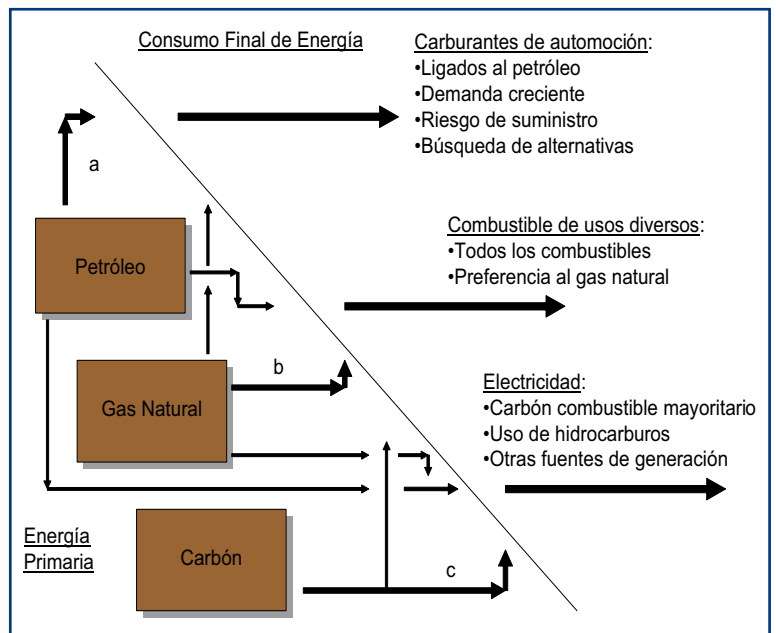 Consumo Final de Energía
Carburantes de automoción:
•Ligados al petróleo
•Demanda creciente
•Riesgo de suministro
•Búsqueda de alternativas
a
Petróleo
Combustible de usos diversos:
•Todos los combustibles
•Preferencia al gas natural
b
Gas Natural
Electricidad:
•Carbón combustible mayoritario
•Uso de hidrocarburos
•Otras fuentes de generación
Energía
Primaria
Carbón
c